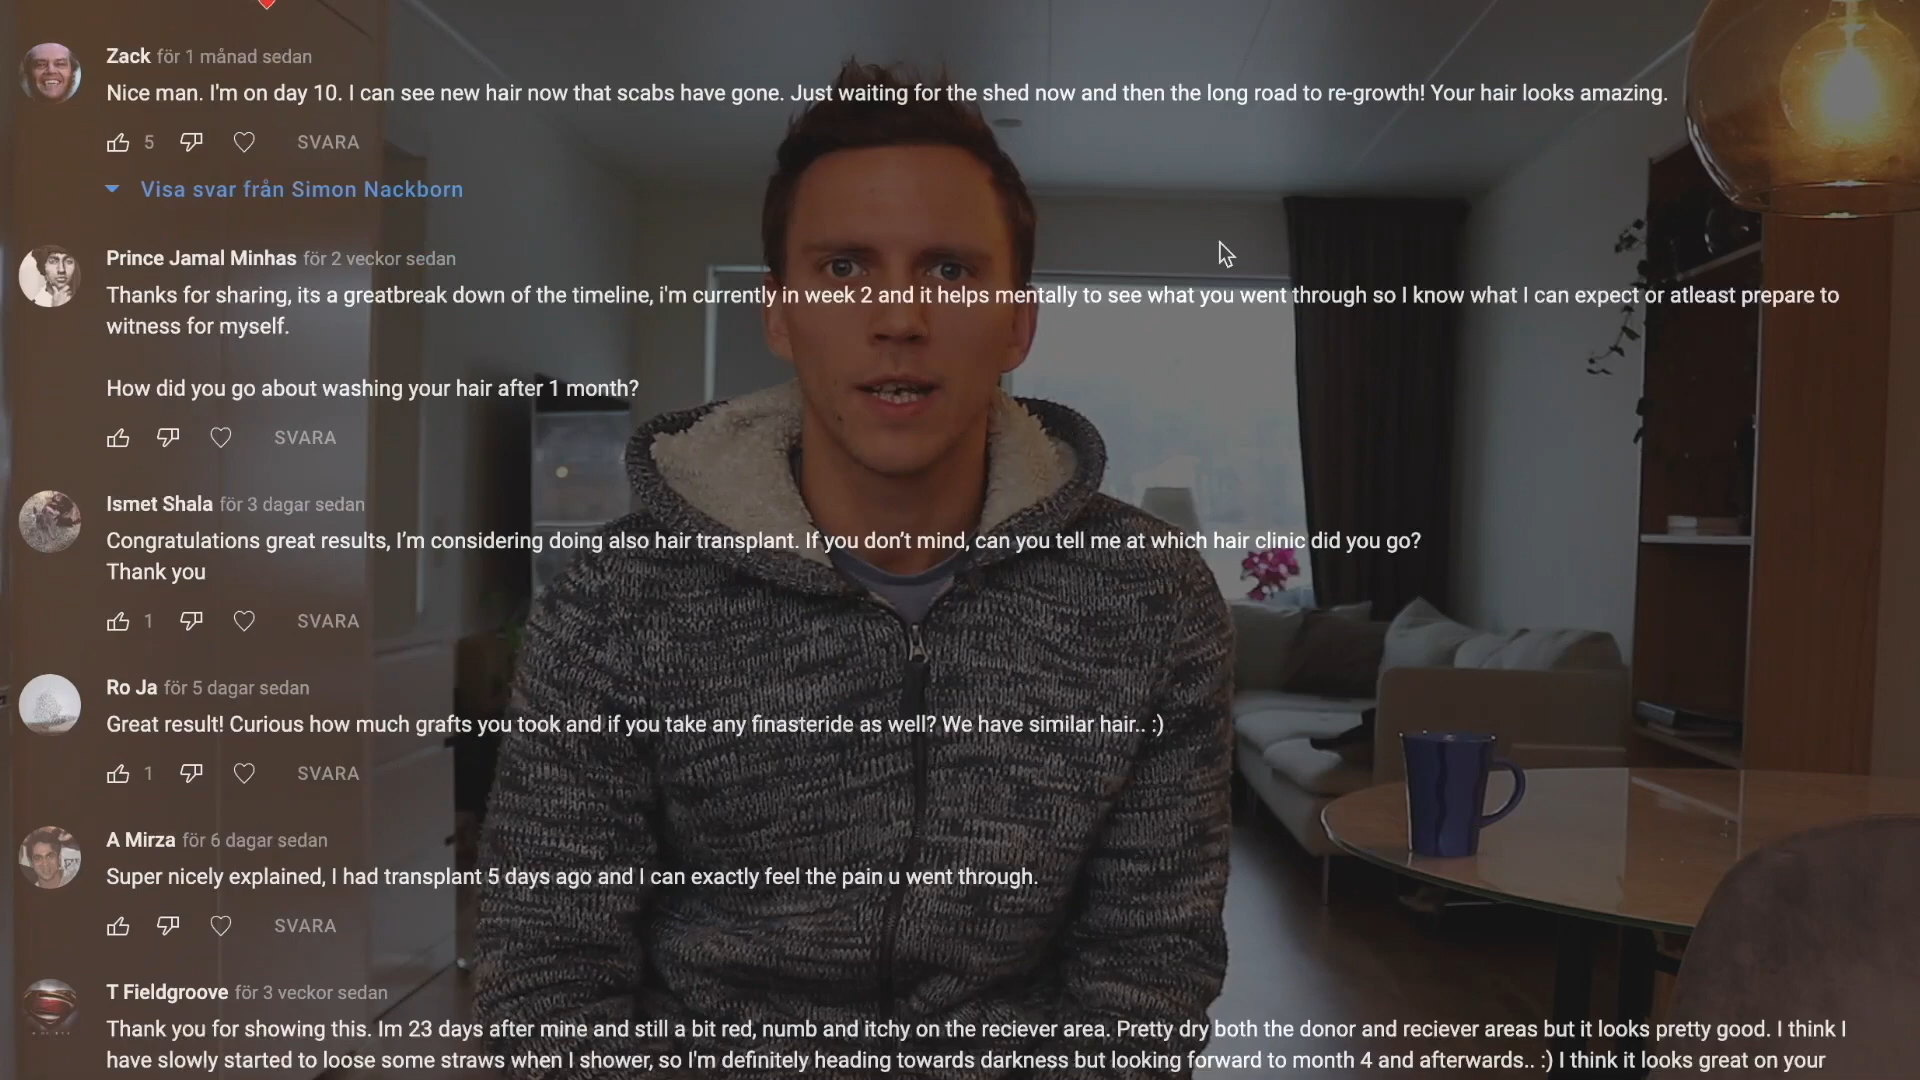 Zack för 1 månad sedan
Nice man. I'm on day 10. I can see new hair now that scabs have gone. Just waiting for the shed now and then the long road to re-growth! Your hair looks amazing.
5 SVARA
Visa svar från Simon Nackborn
Prince Jamal Minhas för 2 veckor sedan
Thanks for sharing, its a greatbreak down of the timeline, i'm currently in week 2 and it helps mentally to see what you went through so I know what I can expect or atleast prepare to
witness for myself.
How did you go about washing your hair after 1 month?
SVARA
Ismet Shala för 3 dagar sedan
Congratulations great results, I’m considering doing also hair transplant. If you don’t mind, can you tell me at which hair clinic did you go?
Thank you
1 SVARA
Ro Ja för 5 dagar sedan
Great result! Curious how much grafts you took and if you take any finasteride as well? We have similar hair.. :)
1 SVARA
A Mirza för 6 dagar sedan
Super nicely explained, I had transplant 5 days ago and I can exactly feel the pain u went through.
SVARA
T Fieldgroove för 3 veckor sedan
Thank you for showing this. Im 23 days after mine and still a bit red, numb and itchy on the reciever area. Pretty dry both the donor and reciever areas but it looks pretty good. I think I
have slowly started to loose some straws when I shower, so I'm definitely heading towards darkness but looking forward to month 4 and afterwards.. :) I think it looks great on your